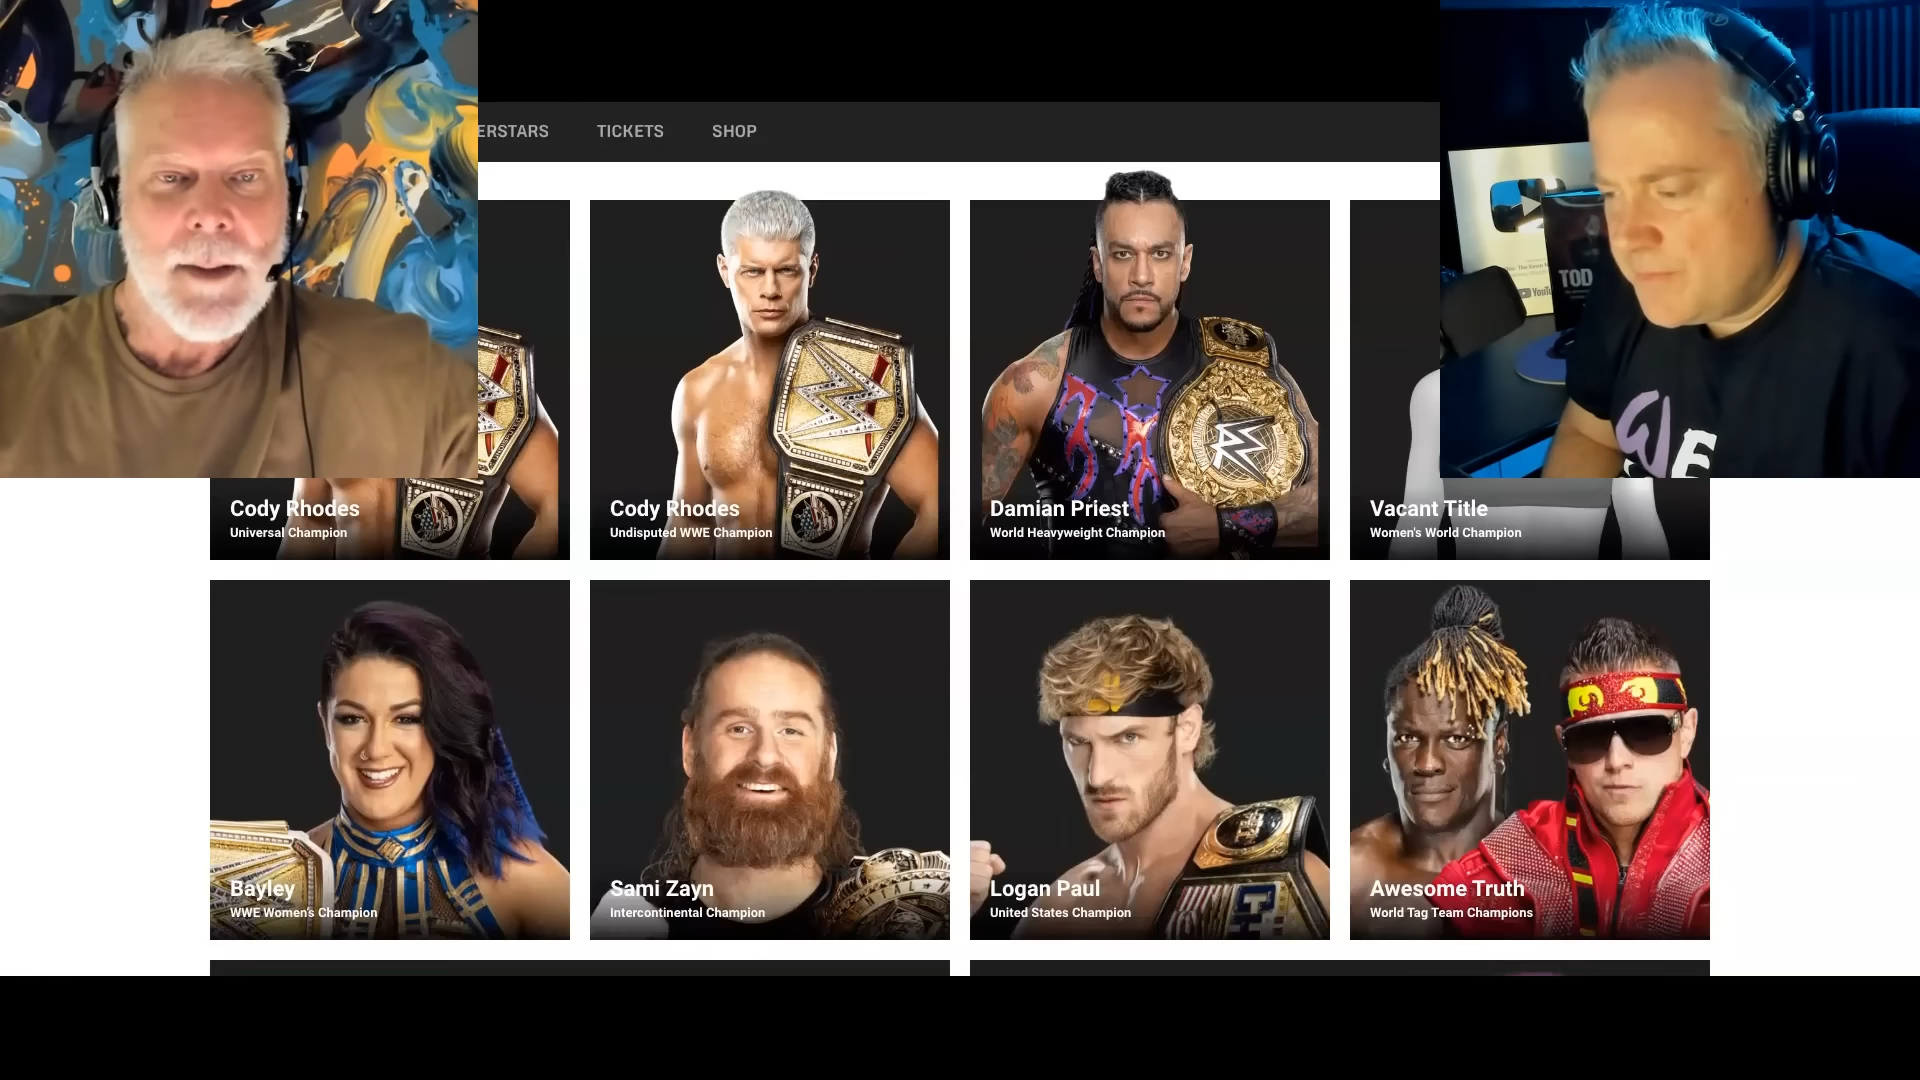 ERSTARS TICKETS SHOP
TOD
YouTu
Cody Rhodes
Universal Champion
Cody Rhodes
Undisputed WWE Champion
Damian Priest
World Heavyweight Champion
Vacant Title
Women's World Champion
Bayley
WWE Women's Champion
Sami Zayn
Intercontinental Champion
Logan Paul
United States Champion
Awesome Truth
World Tag Team Champions